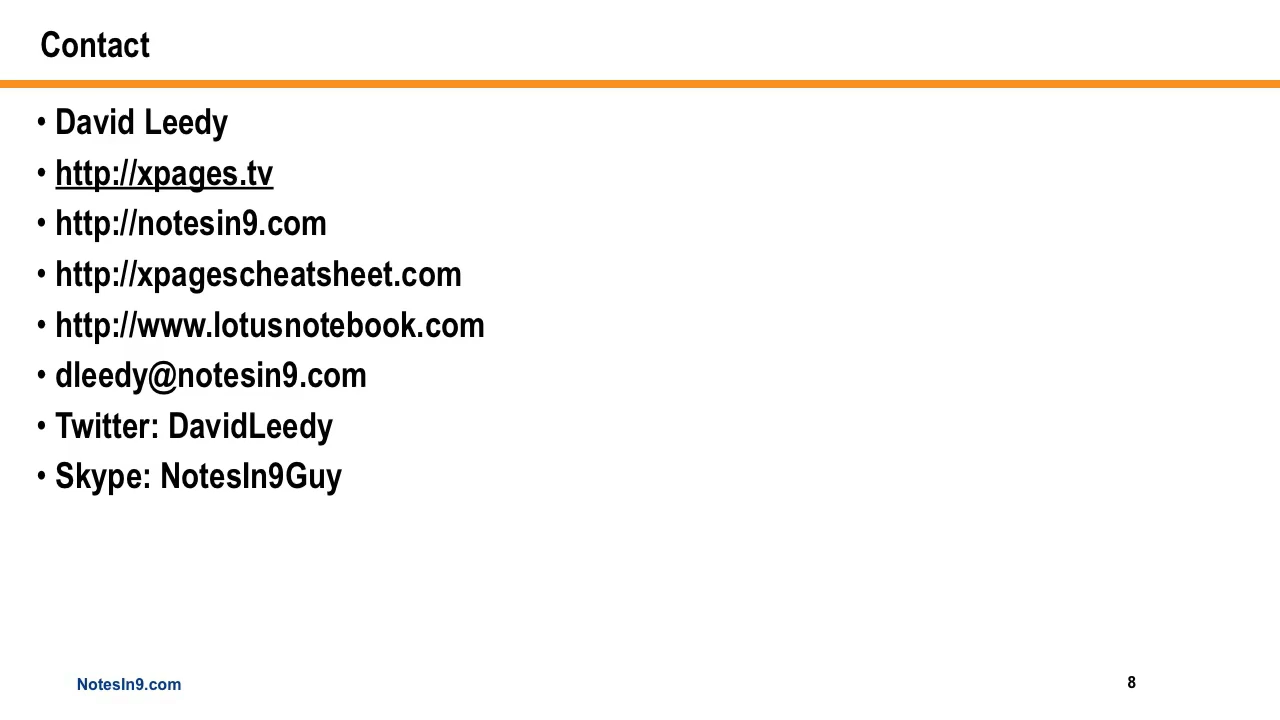 Contact
• David Leedy
• http://xpages.tv
• http://notesin9.com
• http://xpagescheatsheet.com
• http://www.lotusnotebook.com
• dleedy@notesin9.com
• Twitter: DavidLeedy
• Skype: NotesIn9Guy
NotesIn9.com
8